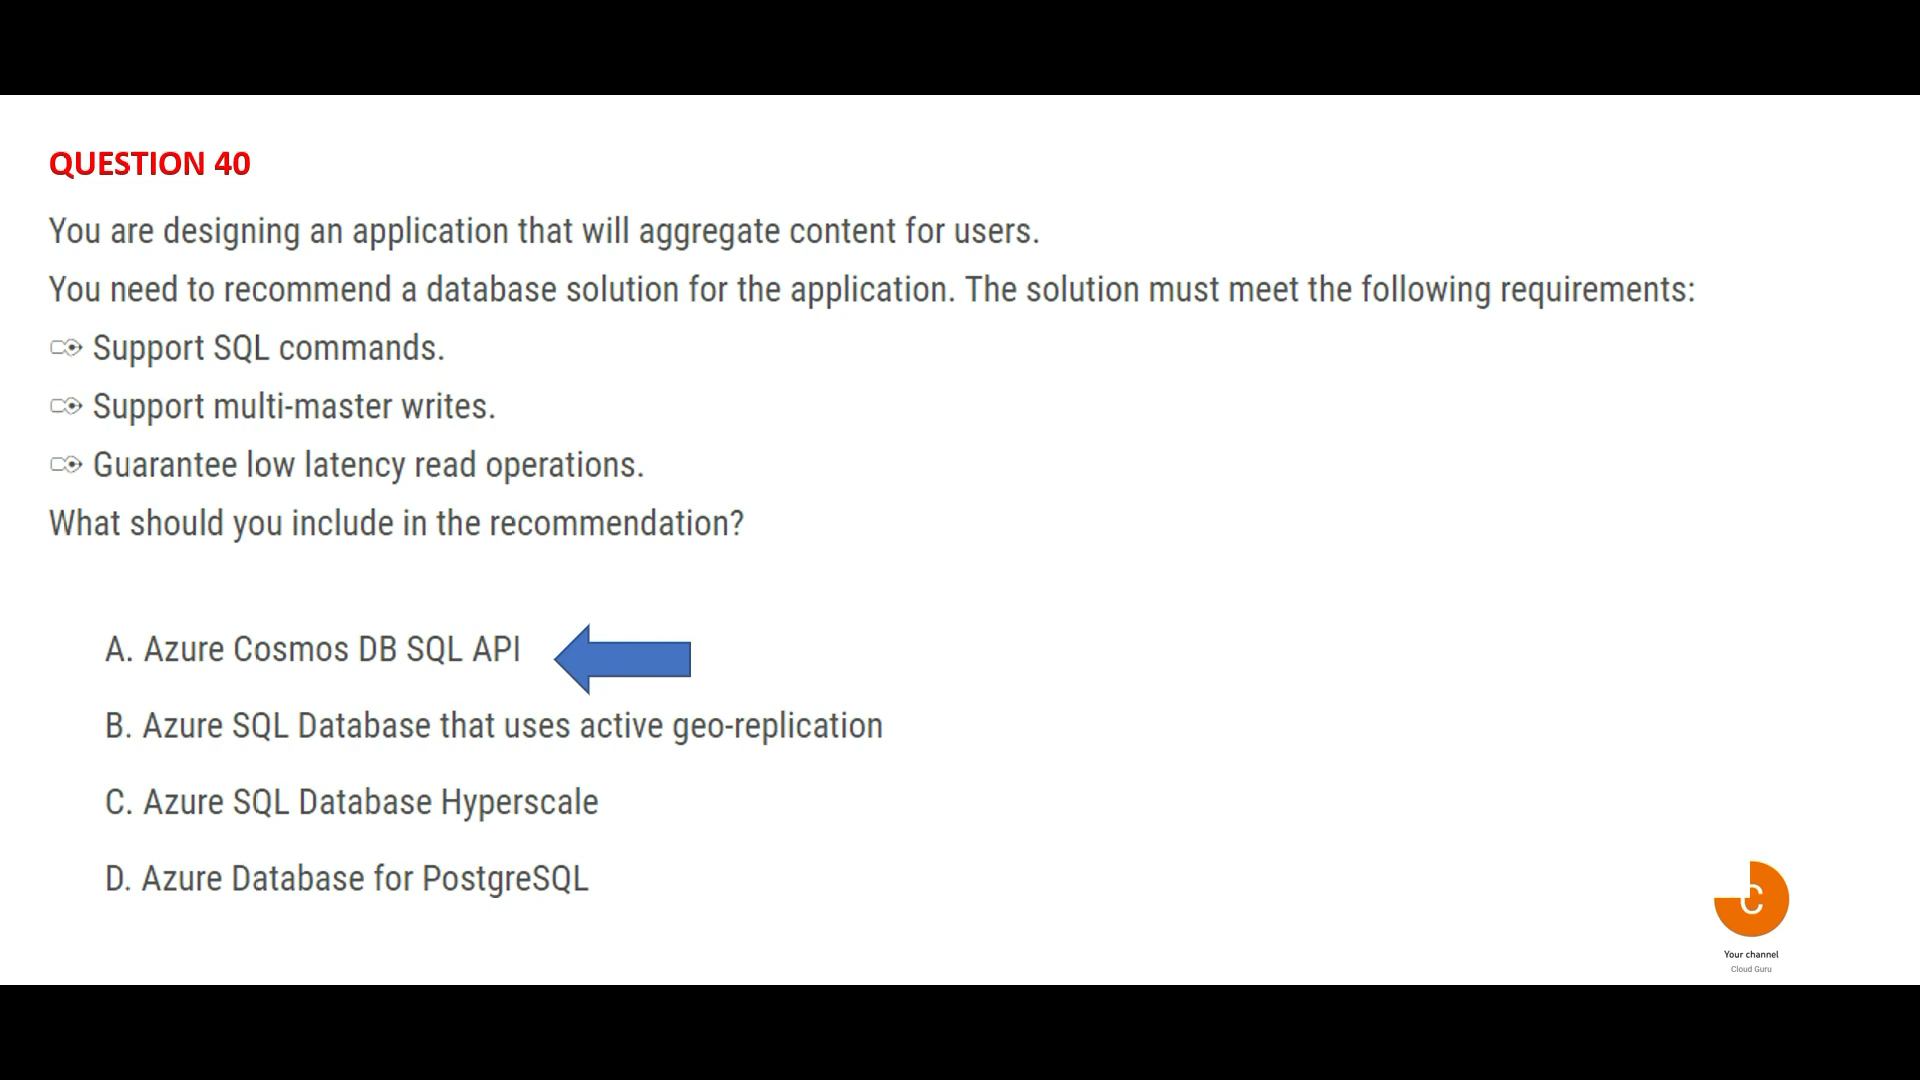 QUESTION 40
You are designing an application that will aggregate content for users.
You need to recommend a database solution for the application. The solution must meet the following requirements:
Support SQL commands.
Support multi-master writes.
Guarantee low latency read operations.
What should you include in the recommendation?
A. Azure Cosmos DB SQL API
B. Azure SQL Database that uses active geo-replication
C. Azure SQL Database Hyperscale
D. Azure Database for PostgreSQL
C
Your channel
Cloud Guru